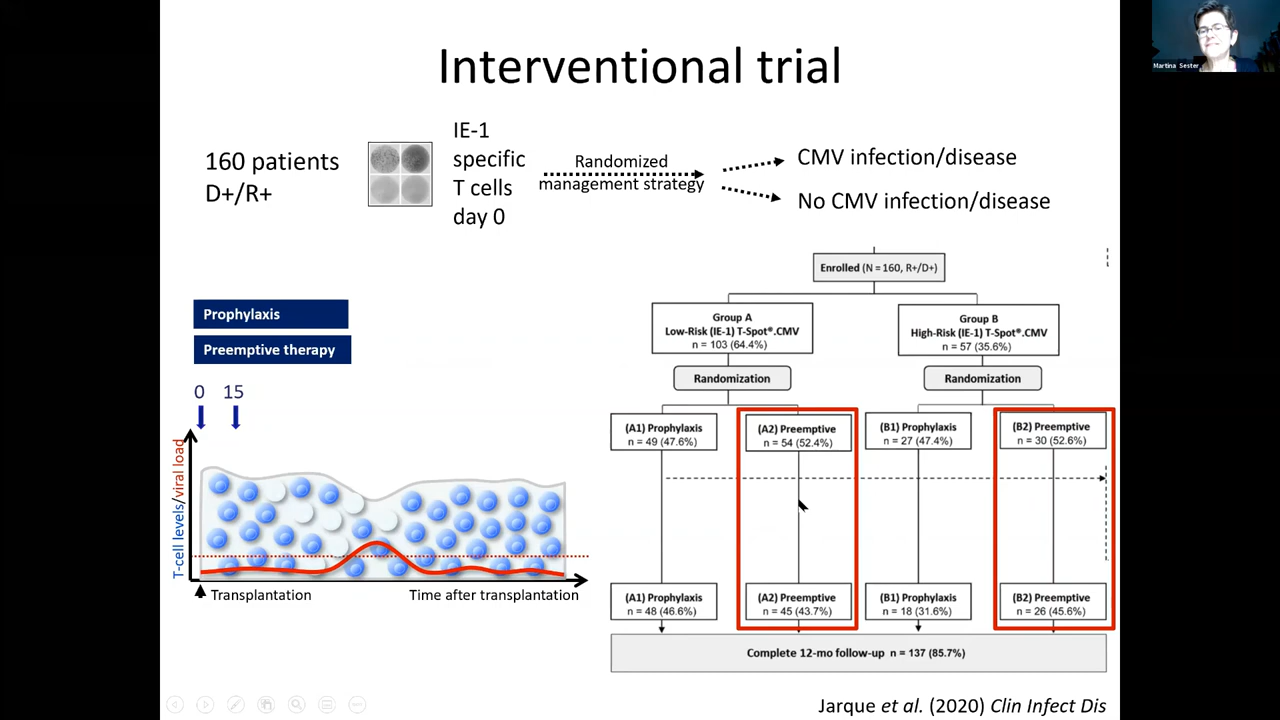 Interventional trial
Martina Sester
160 patients
D+/R+
IE-1
specific
T cells
day 0
Randomized
management strategy
CMV infection/disease
No CMV infection/disease
Prophylaxis
Preemptive therapy
0 15
T-cell levels/viral load
Transplantation
Time after transplantation
Enrolled (N = 160, R+/D+)
Group A
Low-Risk (IE-1) T-Spot®.CMV
n = 103 (64.4%)
Group B
High-Risk (IE-1) T-Spot®.CMV
n = 57 (35.6%)
Randomization
Randomization
(A1) Prophylaxis
n = 49 (47.6%)
(A2) Preemptive
n = 54 (52.4%)
(B1) Prophylaxis
n = 27 (47.4%)
(B2) Preemptive
n = 30 (52.6%)
(A1) Prophylaxis
n = 48 (46.6%)
(A2) Preemptive
n = 45 (43.7%)
(B1) Prophylaxis
n = 18 (31.6%)
(B2) Preemptive
n = 26 (45.6%)
Complete 12-mo follow-up n = 137 (85.7%)
Jarque et al. (2020) Clin Infect Dis